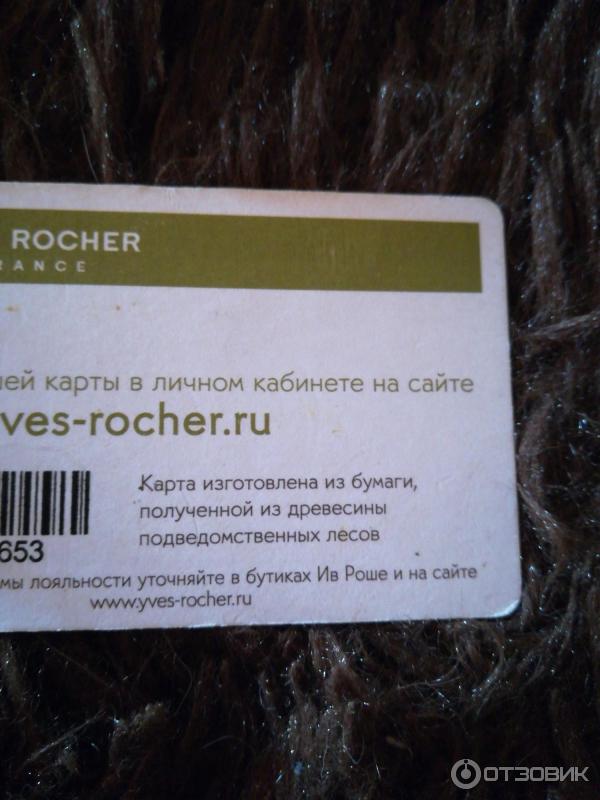 ROCHER
RANCE
ей карты в личном кабинете на сайте
ves-rocher.ru
Карта изготовлена из бумаги,
полученной из древесины
подведомственных лесов
653
мы лояльности уточняйте в бутиках Ив Роше и на сайте
www.yves-rocher.ru
ОТЗОВИК